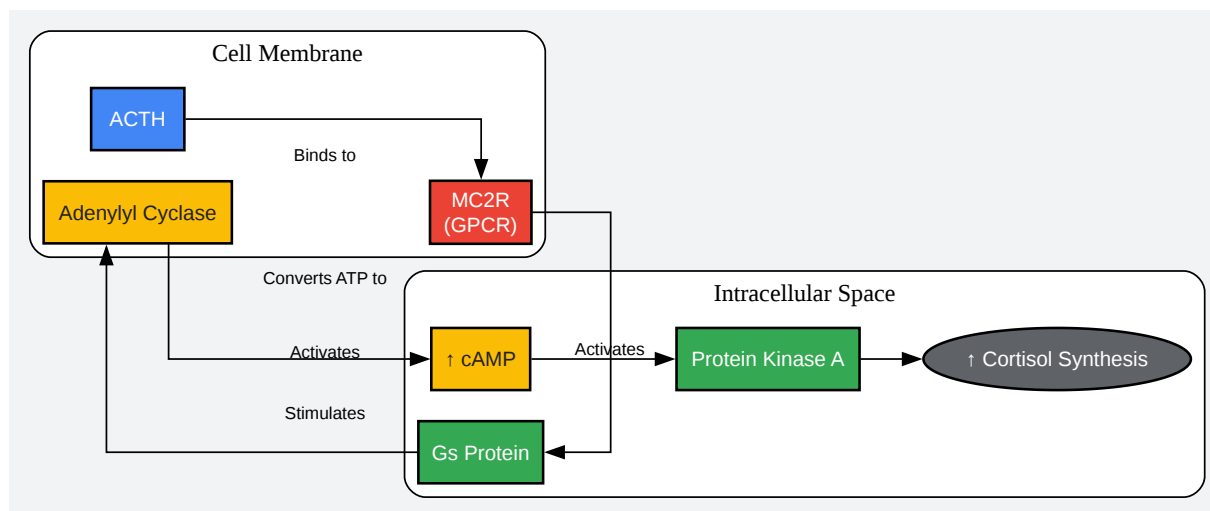 Cell Membrane
ACTH
Binds to
Adenylyl Cyclase
MC2R
(GPCR)
Converts ATP to
Intracellular Space
Activates
↑ cAMP
Activates
Protein Kinase A
↑ Cortisol Synthesis
Stimulates
Gs Protein